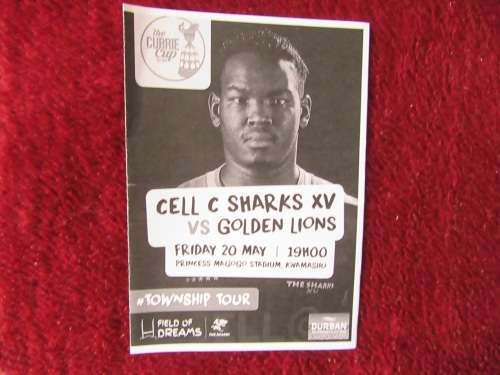 the
CURRIE
Cup
CELL C SHARKS XV
VS GOLDEN LIONS
FRIDAY 20 MAY | 19H00
PRINCESS MAGOGO STADIUM, KWAMASHU
THE SHARKS
XV
#TOWNSHIP TOUR
FIELD OF
DREAMS
DURBAN